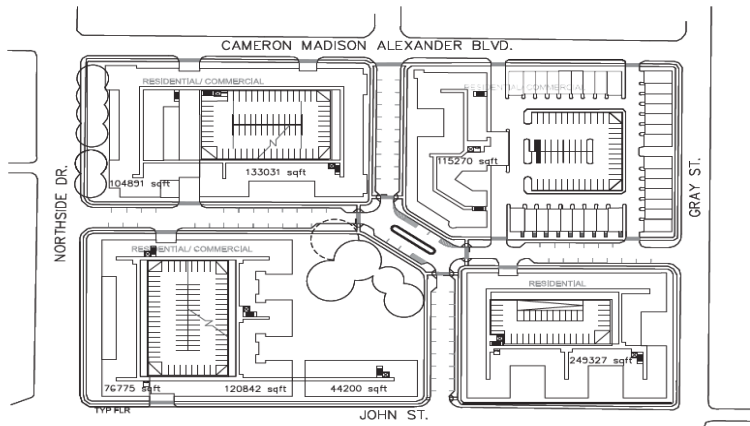 CAMERON MADISON ALEXANDER BLVD.
RESIDENTIAL/ COMMERCIAL
RESIDENTIAL/ COMMERCIAL
133031 sqft
104891 sqft
115270 sqft
NORTHSIDE DR.
GRAY ST.
RESIDENTIAL/ COMMERCIAL
RESIDENTIAL
249327 sqft
76775 sqft
120842 sqft
44200 sqft
TYP FLR
JOHN ST.